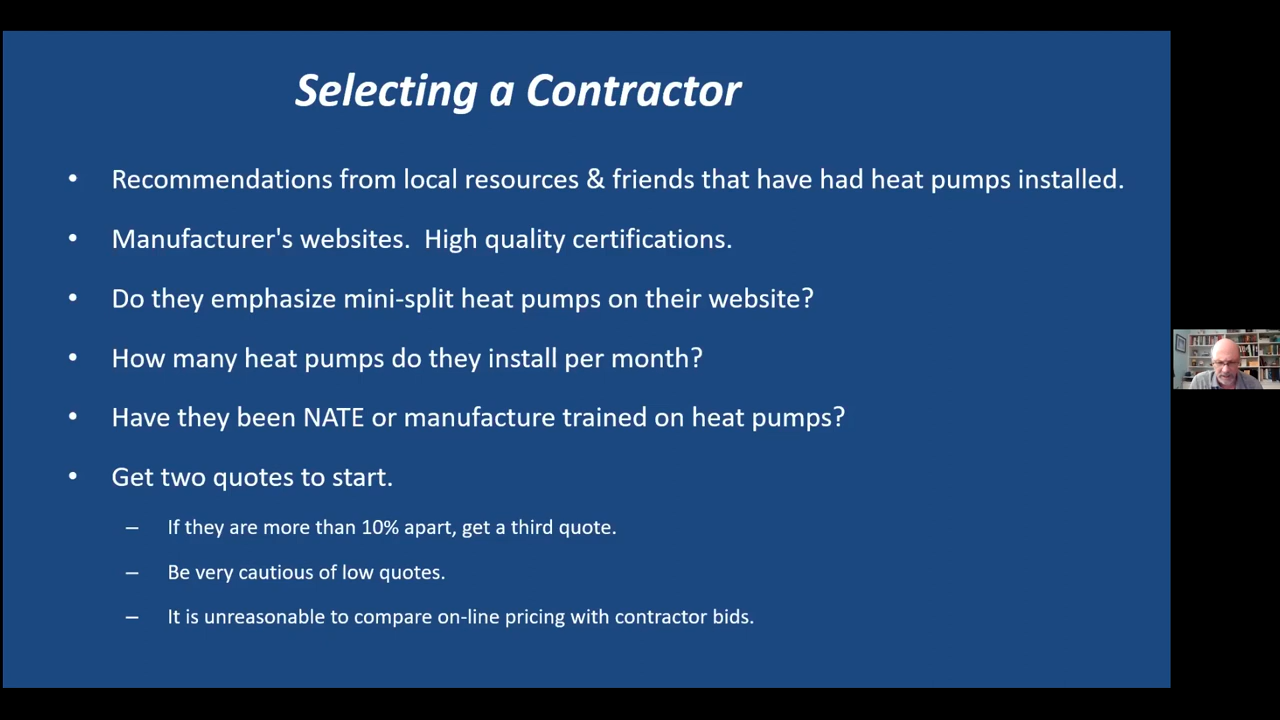 Selecting a Contractor
• Recommendations from local resources & friends that have had heat pumps installed.
• Manufacturer's websites.  High quality certifications.
• Do they emphasize mini-split heat pumps on their website?
• How many heat pumps do they install per month?
• Have they been NATE or manufacture trained on heat pumps?
• Get two quotes to start.
– If they are more than 10% apart, get a third quote.
– Be very cautious of low quotes.
– It is unreasonable to compare on-line pricing with contractor bids.